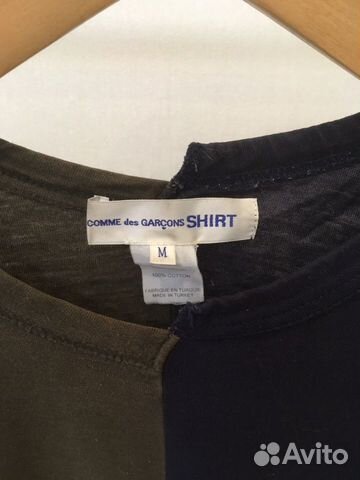 COMME des GARÇONS SHIRT
M
100% COTTON
FABRIQUE EN TURQUIE
MADE IN TURKEY
Avito